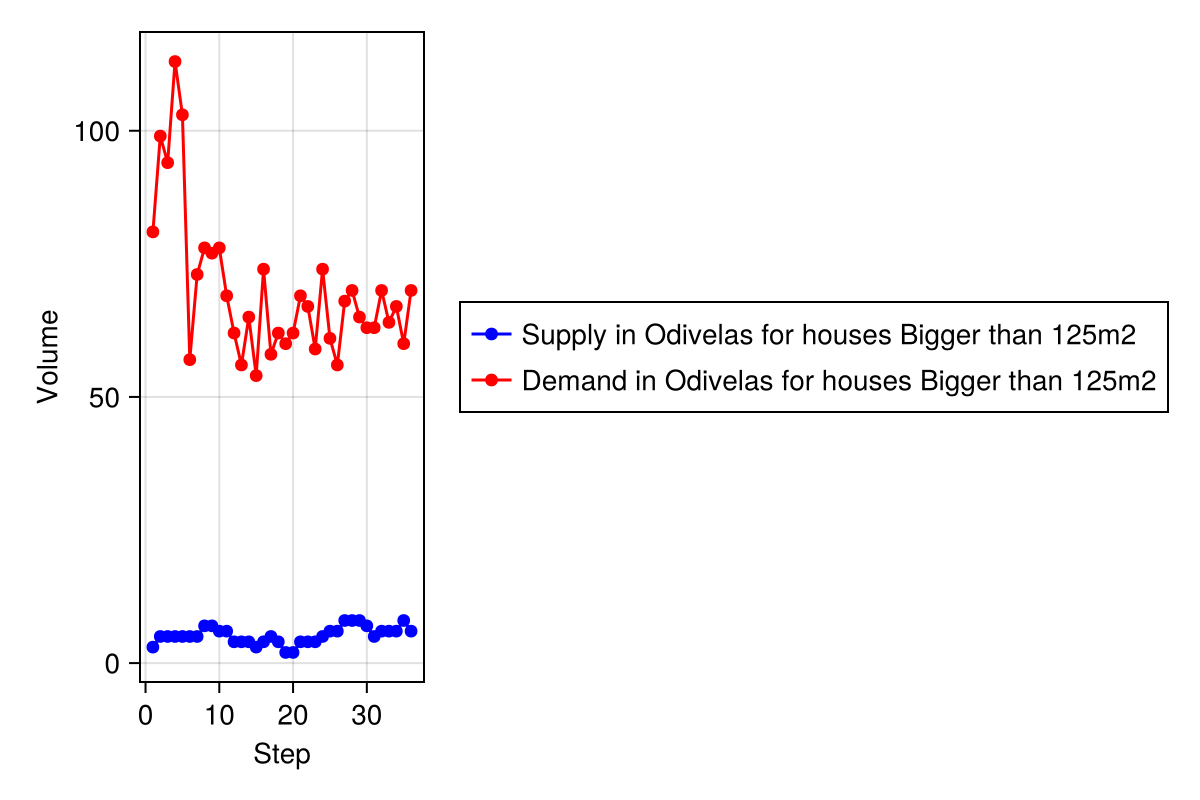 Volume
100
50
0
0 10 20 30
Step
Supply in Odivelas for houses Bigger than 125m2
Demand in Odivelas for houses Bigger than 125m2